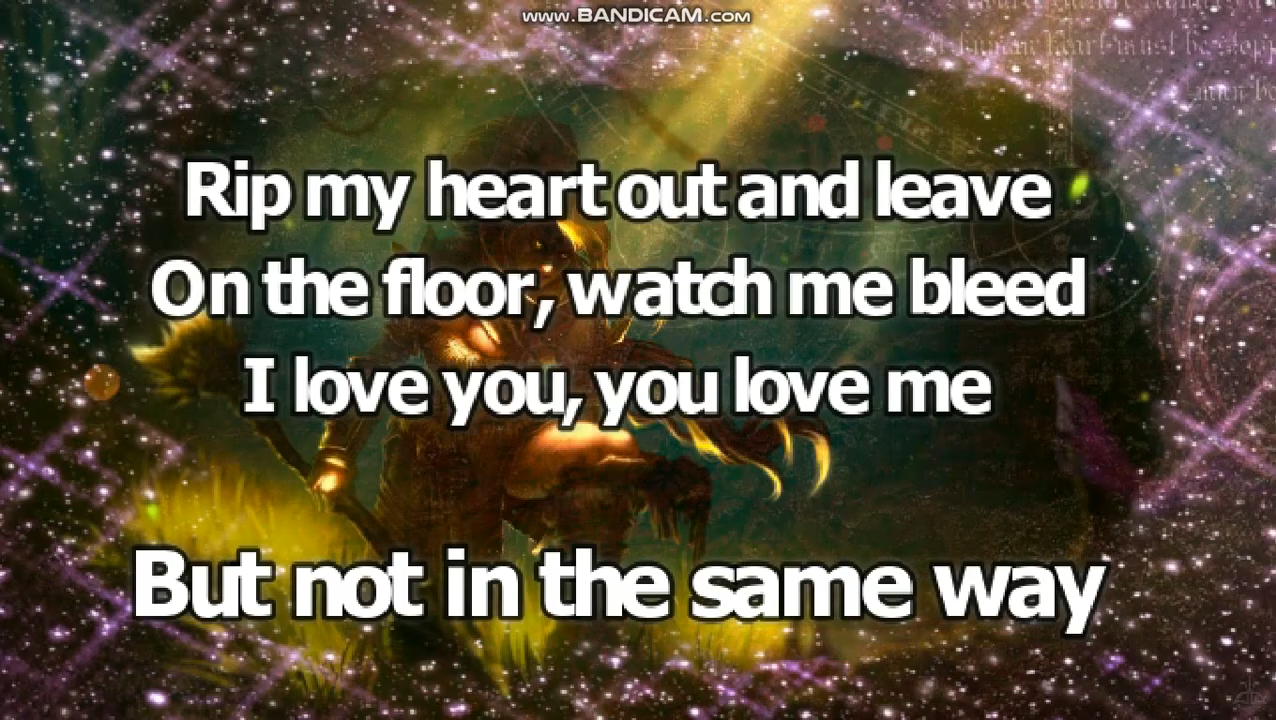 www.BANDICAM.com
Rip my heart out and leave
On the floor, watch me bleed
I love you, you love me
But not in the same way